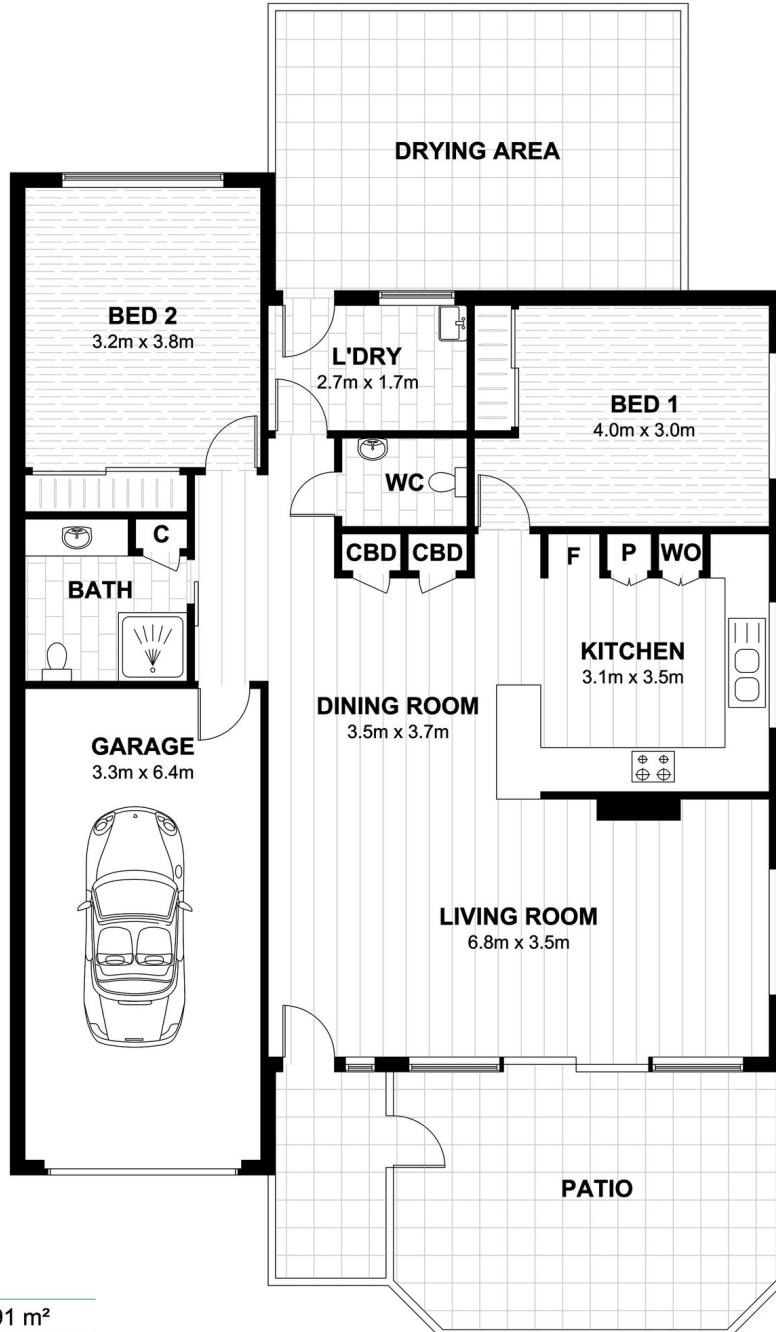 DRYING AREA
BED 2
3.2m x 3.8m
L'DRY
2.7m x 1.7m
BED 1
4.0m x 3.0m
WC
C
BATH
CBD CBD
F P WO
KITCHEN
3.1m x 3.5m
DINING ROOM
3.5m x 3.7m
GARAGE
3.3m x 6.4m
LIVING ROOM
6.8m x 3.5m
PATIO
m²